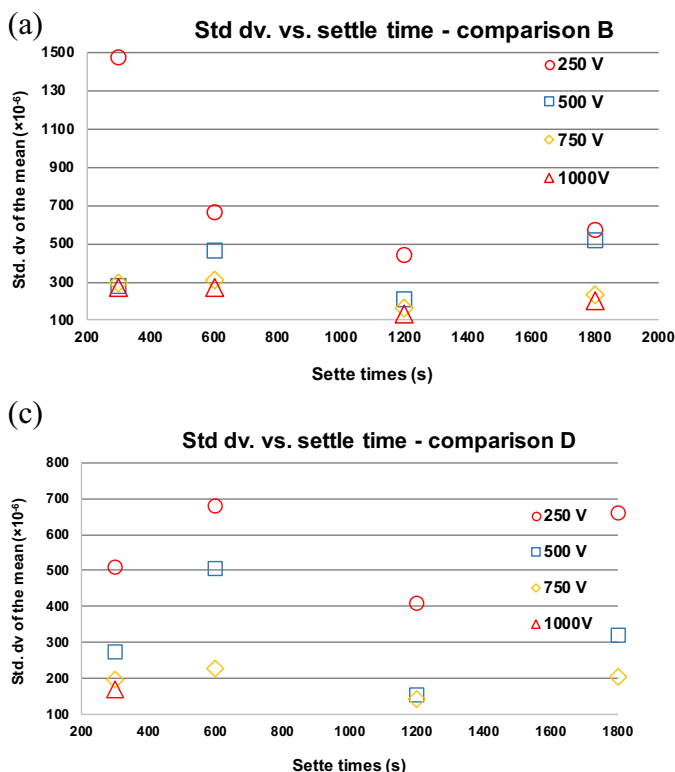 (a)
Std dv. vs. settle time - comparison B
1500
1300
1100
900
700
500
300
100
Std. dv of the mean (×10⁻⁶)
250 V
500 V
750 V
1000V
200 400 600 800 1000 1200 1400 1600 1800 2000
Sette times (s)
(c)
Std dv. vs. settle time - comparison D
800
700
600
500
400
300
200
100
Std. dv of the mean (×10⁻⁶)
250 V
500 V
750 V
1000V
200 400 600 800 1000 1200 1400 1600 1800
Sette times (s)